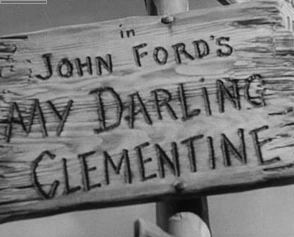 in
JOHN FORD'S
MY DARLING
CLEMENTINE